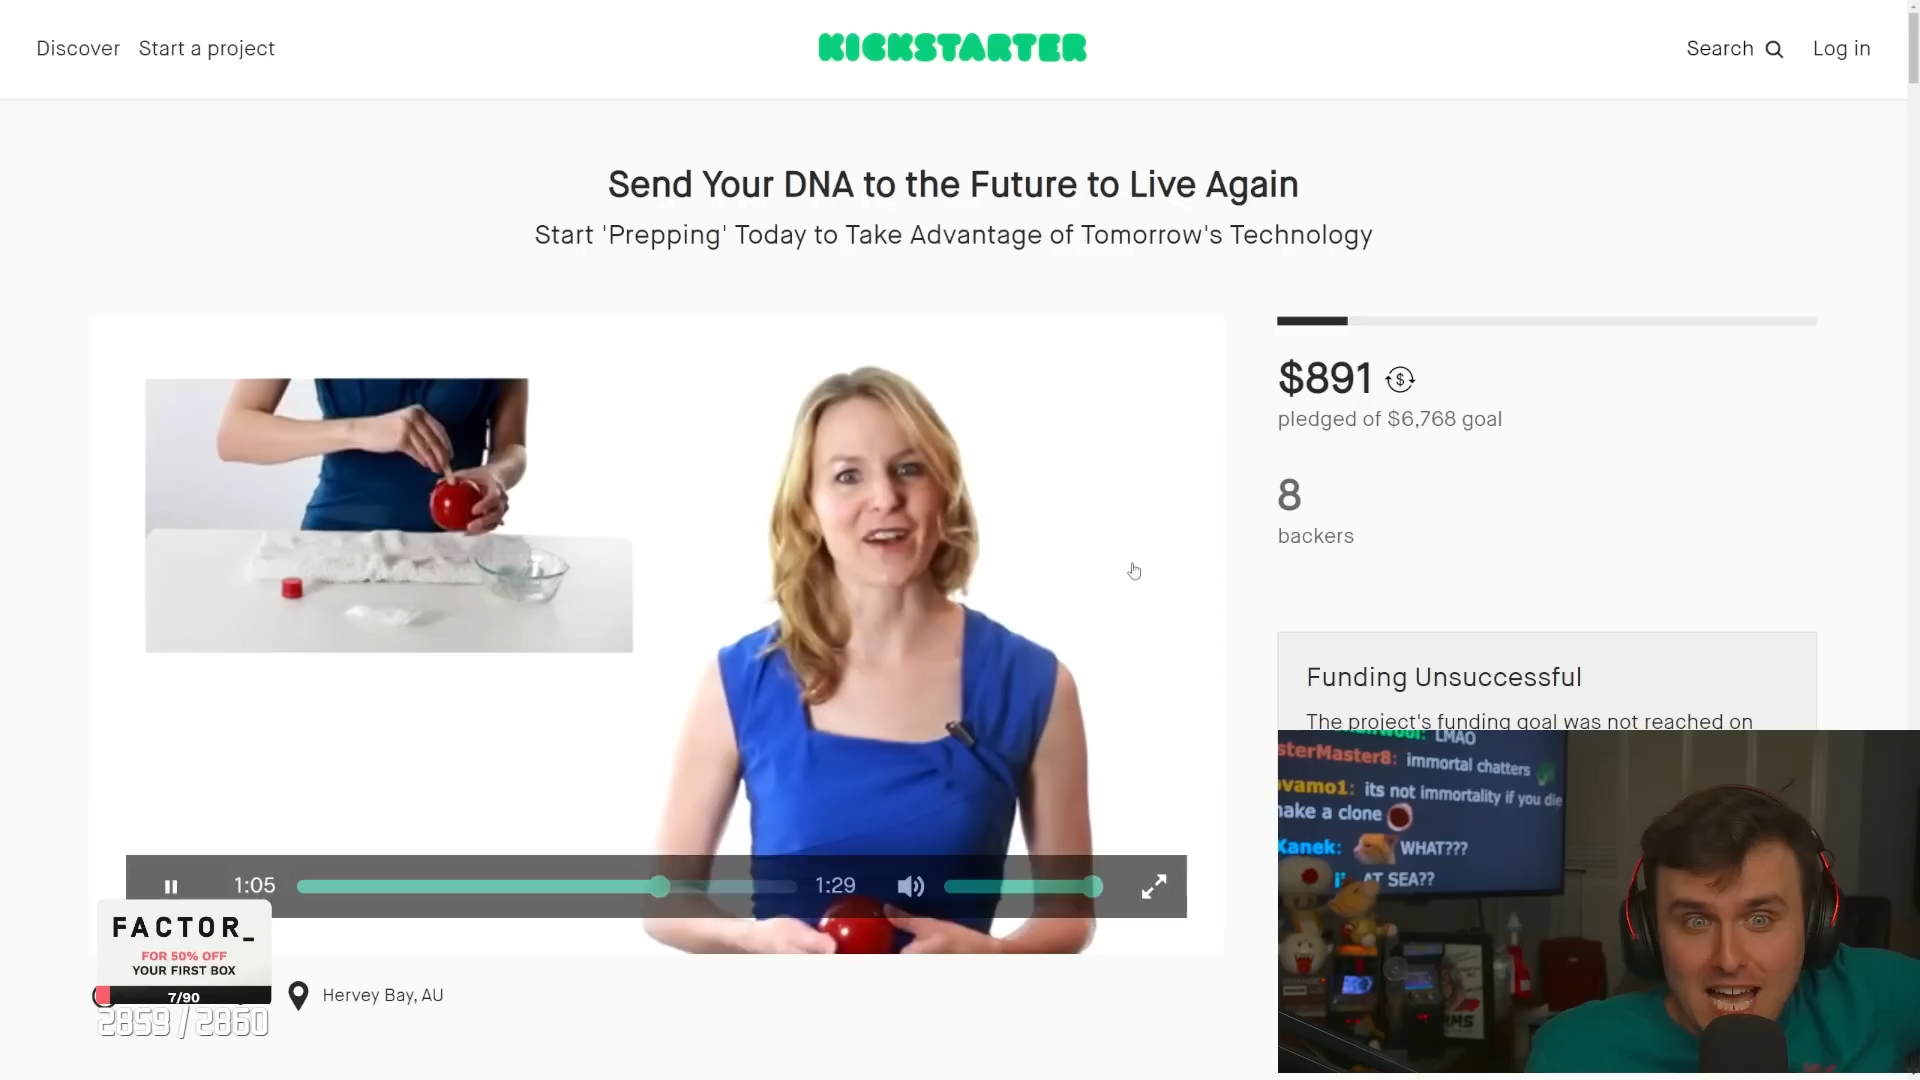 Discover Start a project
KICKSTARTER
Search Log in
Send Your DNA to the Future to Live Again
Start 'Prepping' Today to Take Advantage of Tomorrow's Technology
$891
pledged of $6,768 goal
8
backers
Funding Unsuccessful
The project's funding goal was not reached on
LMAO
sterMaster8: immortal chatters
ovamo1: its not immortality if you die
make a clone
Kanek: WHAT???
AT SEA??
1:05 1:29
FACTOR_
FOR 50% OFF
YOUR FIRST BOX
7/90
2859/2860
Hervey Bay, AU